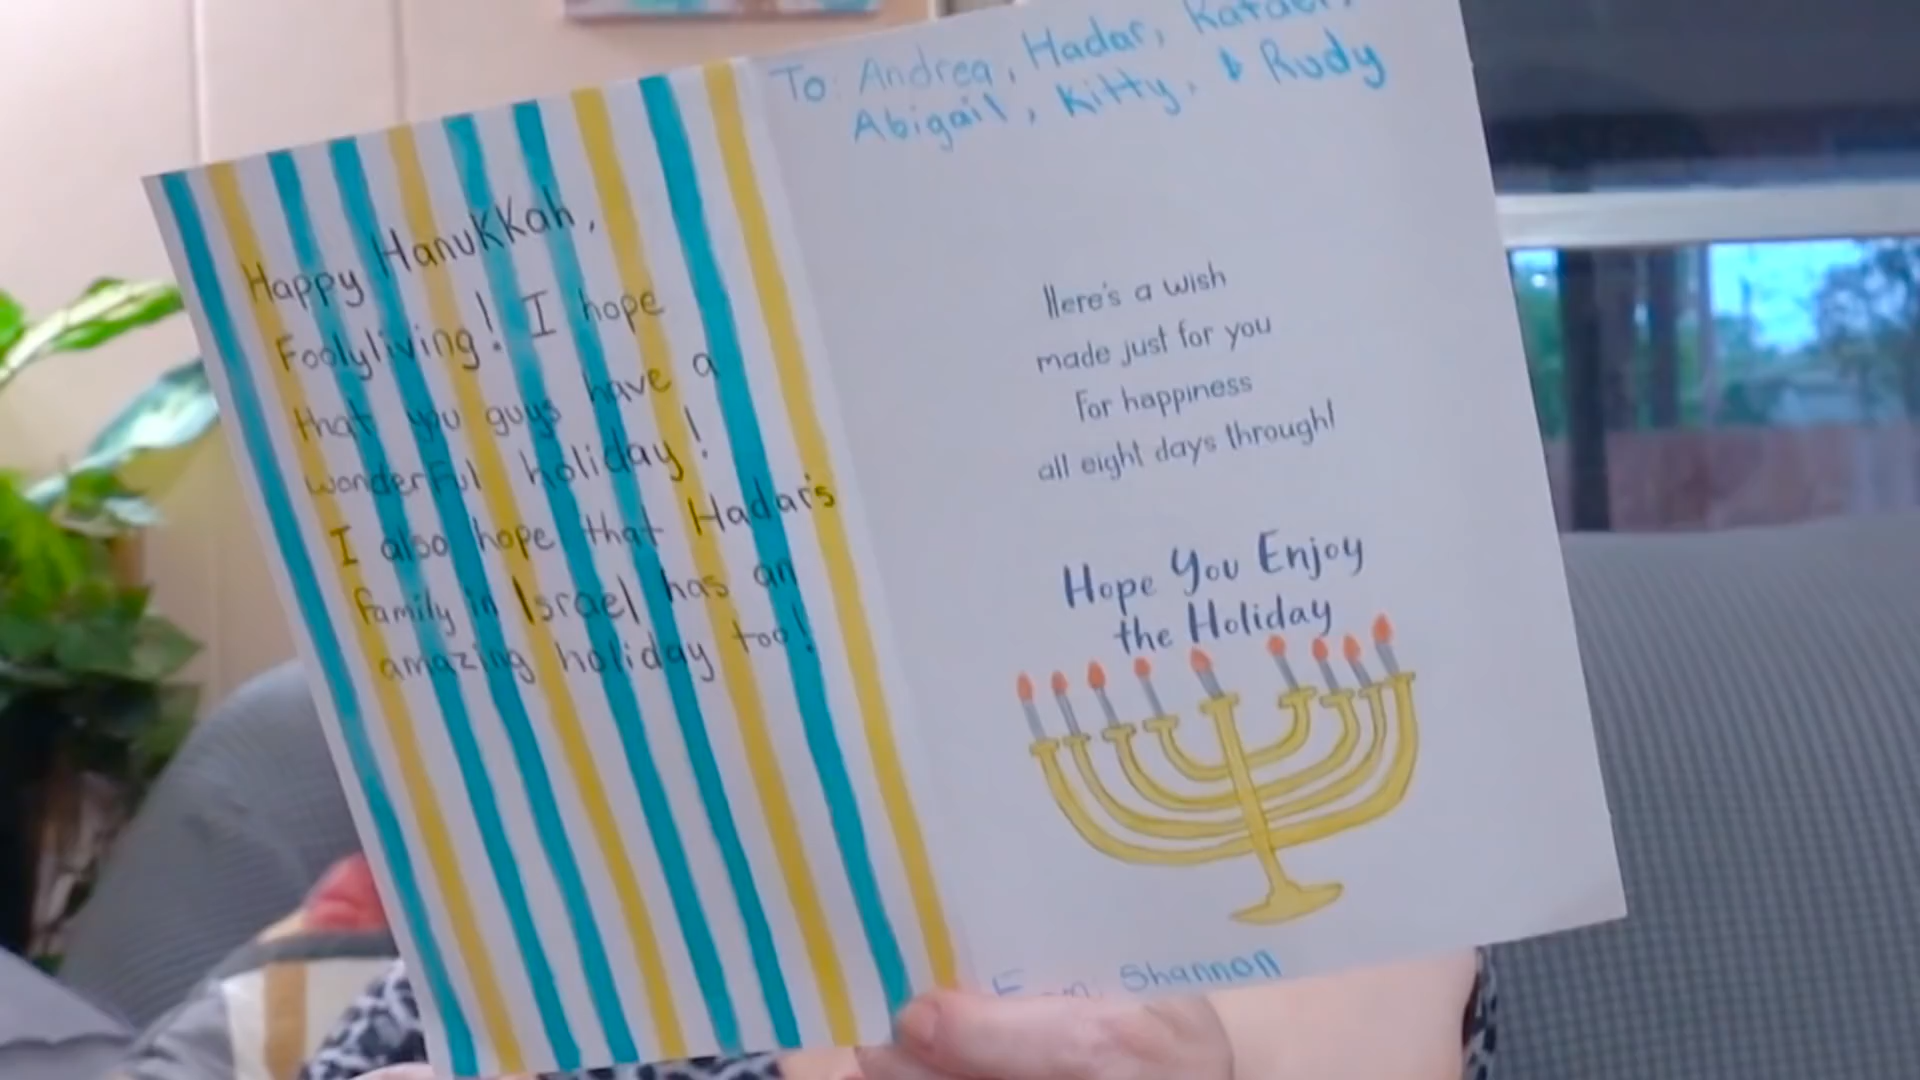 Happy Hanukkah,
Foolyliving! I hope
that you guys have a
wonderful holiday!
I also hope that Hadar's
family in Israel has an
amazing holiday too!
To: Andrea, Hadar, Rafael,
Abigail, Kitty, & Rudy
Here's a wish
made just for you
For happiness
all eight days through!
Hope You Enjoy
the Holiday
From: Shannon